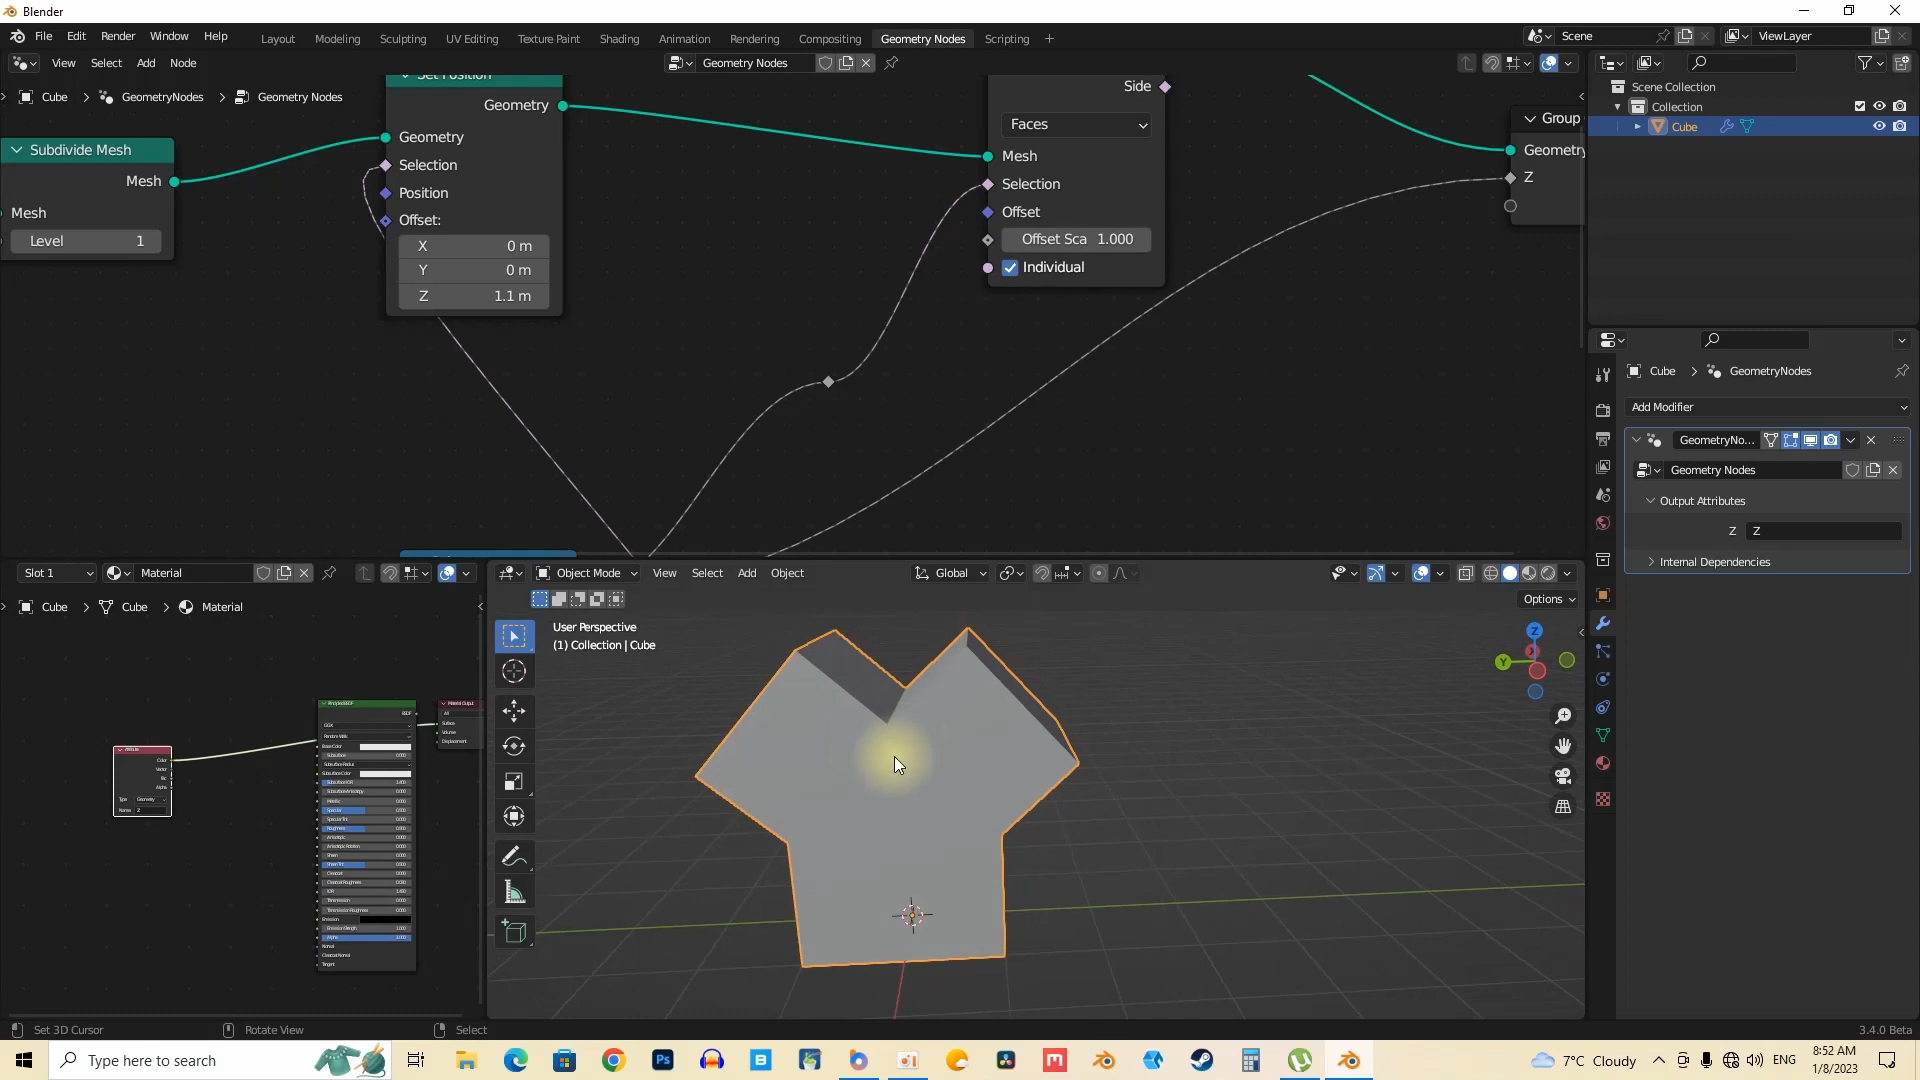 Blender
File Edit Render Window Help
Layout Modeling Sculpting UV Editing Texture Paint Shading Animation Rendering Compositing Geometry Nodes Scripting
Scene
ViewLayer
View Select Add Node
Geometry Nodes
Cube GeometryNodes Geometry Nodes
Subdivide Mesh
Mesh
Mesh
Level 1
Geometry
Geometry
Selection
Position
Offset:
X 0 m
Y 0 m
Z 1.1 m
Side
Faces
Mesh
Selection
Offset
Offset Sca 1.000
Individual
Group
Geometry
Z
Scene Collection
Collection
Cube
Cube GeometryNodes
Add Modifier
GeometryNo...
Geometry Nodes
Output Attributes
Z Z
Internal Dependencies
Slot 1 Material
Cube Cube Material
Object Mode View Select Add Object
Global
Options
User Perspective
(1) Collection | Cube
Z
Y
Set 3D Cursor
Rotate View
Select
3.4.0 Beta
Type here to search
7°C Cloudy
ENG
8:52 AM
1/8/2023